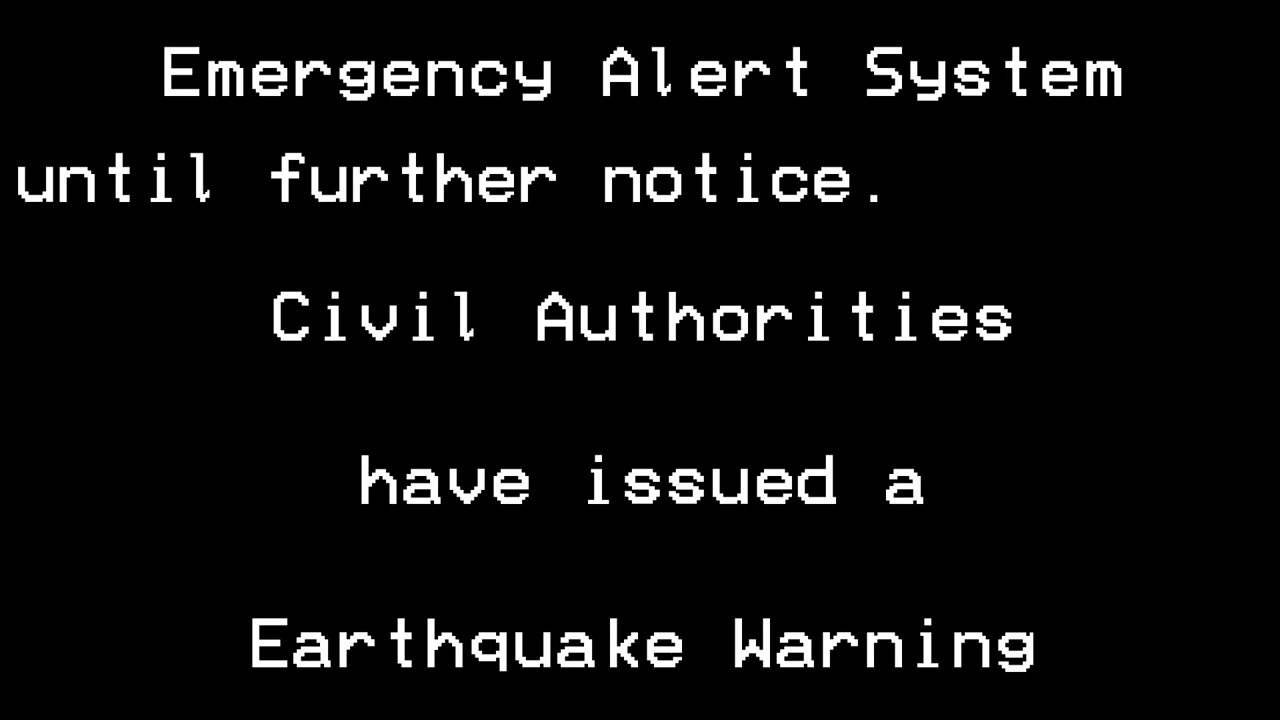 Emergency Alert System
until further notice.
Civil Authorities
have issued a
Earthquake Warning